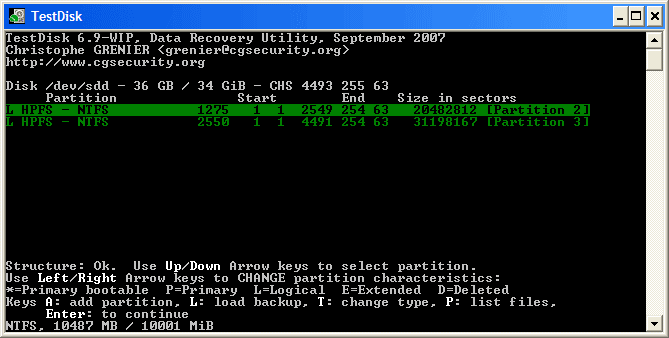 TestDisk
TestDisk 6.9-WIP, Data Recovery Utility, September 2007
Christophe GRENIER <grenier@cgsecurity.org>
http://www.cgsecurity.org
Disk /dev/sdd - 36 GB / 34 GiB - CHS 4493 255 63
Partition Start End Size in sectors
L HPFS - NTFS 1275 1 1 2549 254 63 20482812 [Partition 2]
L HPFS - NTFS 2550 1 1 4491 254 63 31198167 [Partition 3]
Structure: Ok. Use Up/Down Arrow keys to select partition.
Use Left/Right Arrow keys to CHANGE partition characteristics:
*=Primary bootable P=Primary L=Logical E=Extended D=Deleted
Keys A: add partition, L: load backup, T: change type, P: list files,
Enter: to continue
NTFS, 10487 MB / 10001 MiB